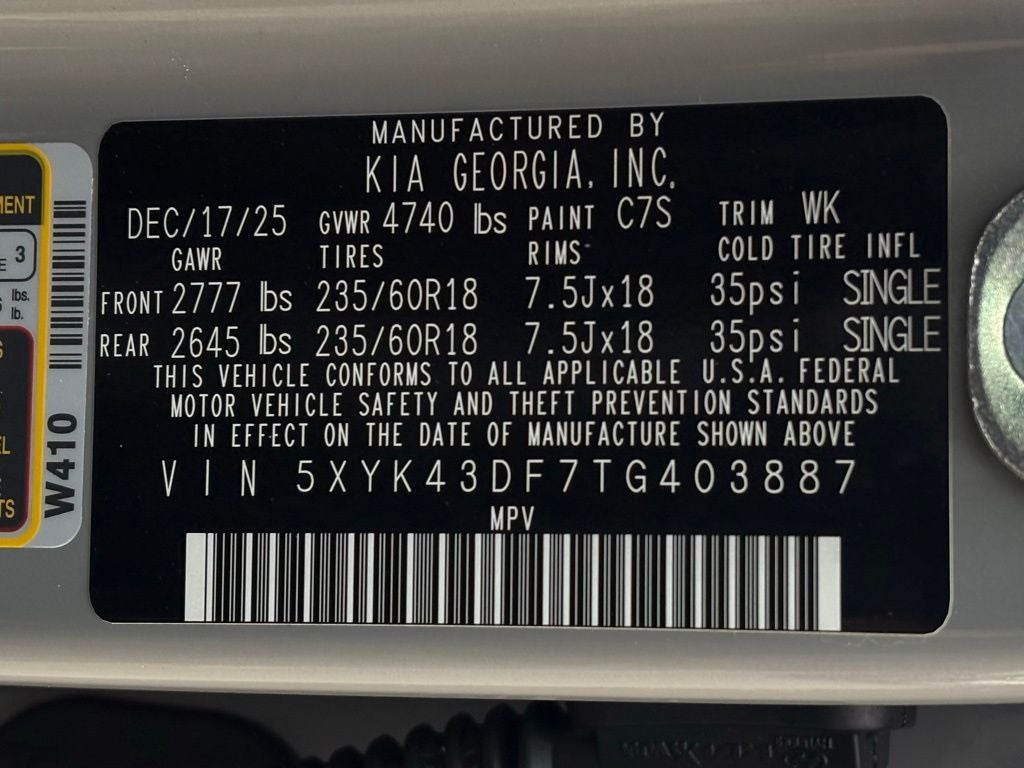 MANUFACTURED BY
KIA GEORGIA, INC.
DEC/17/25 GVWR 4740 lbs PAINT C7S TRIM WK
GAWR TIRES RIMS COLD TIRE INFL
FRONT 2777 lbs 235/60R18 7.5Jx18 35psi SINGLE
REAR 2645 lbs 235/60R18 7.5Jx18 35psi SINGLE
THIS VEHICLE CONFORMS TO ALL APPLICABLE U.S.A. FEDERAL
MOTOR VEHICLE SAFETY AND THEFT PREVENTION STANDARDS
IN EFFECT ON THE DATE OF MANUFACTURE SHOWN ABOVE
VIN 5XYK43DF7TG403887
MPV
W410
3
lbs.
lb.